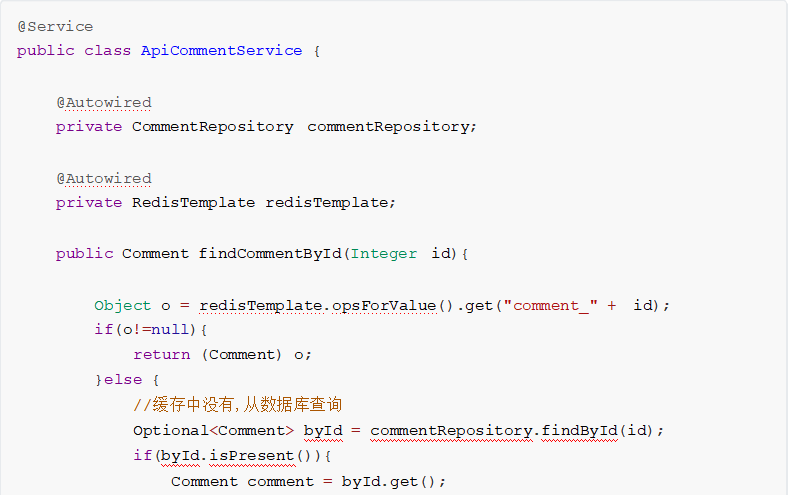 @Service
public class ApiCommentService {
@Autowired
private CommentRepository commentRepository;
@Autowired
private RedisTemplate redisTemplate;
public Comment findCommentById(Integer id){
Object o = redisTemplate.opsForValue().get("comment_" + id);
if(o!=null){
return (Comment) o;
}else {
//缓存中没有,从数据库查询
Optional<Comment> byId = commentRepository.findById(id);
if(byId.isPresent()){
Comment comment = byId.get();